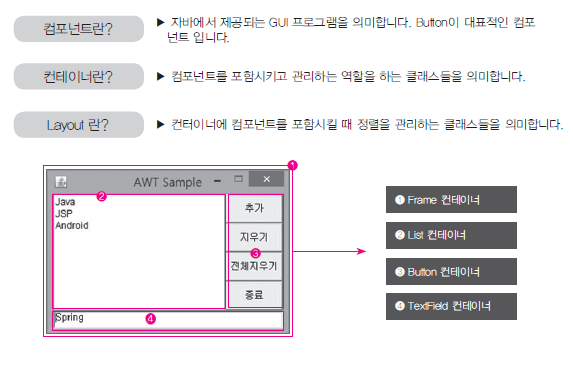 컴포넌트란?
▶ 자바에서 제공되는 GUI 프로그램을 의미합니다. Button이 대표적인 컴포
넌트 입니다.
컨테이너란?
▶ 컴포넌트를 포함시키고 관리하는 역할을 하는 클래스들을 의미합니다.
Layout 란?
▶ 컨터이너에 컴포넌트를 포함시킬 때 정렬을 관리하는 클래스들을 의미합니다.
❶
AWT Sample
❷
Java
JSP
Android
추가
지우기
❸
전체지우기
종료
Spring
❹
❶ Frame 컨테이너
❷ List 컨테이너
❸ Button 컨테이너
❹ TextField 컨테이너